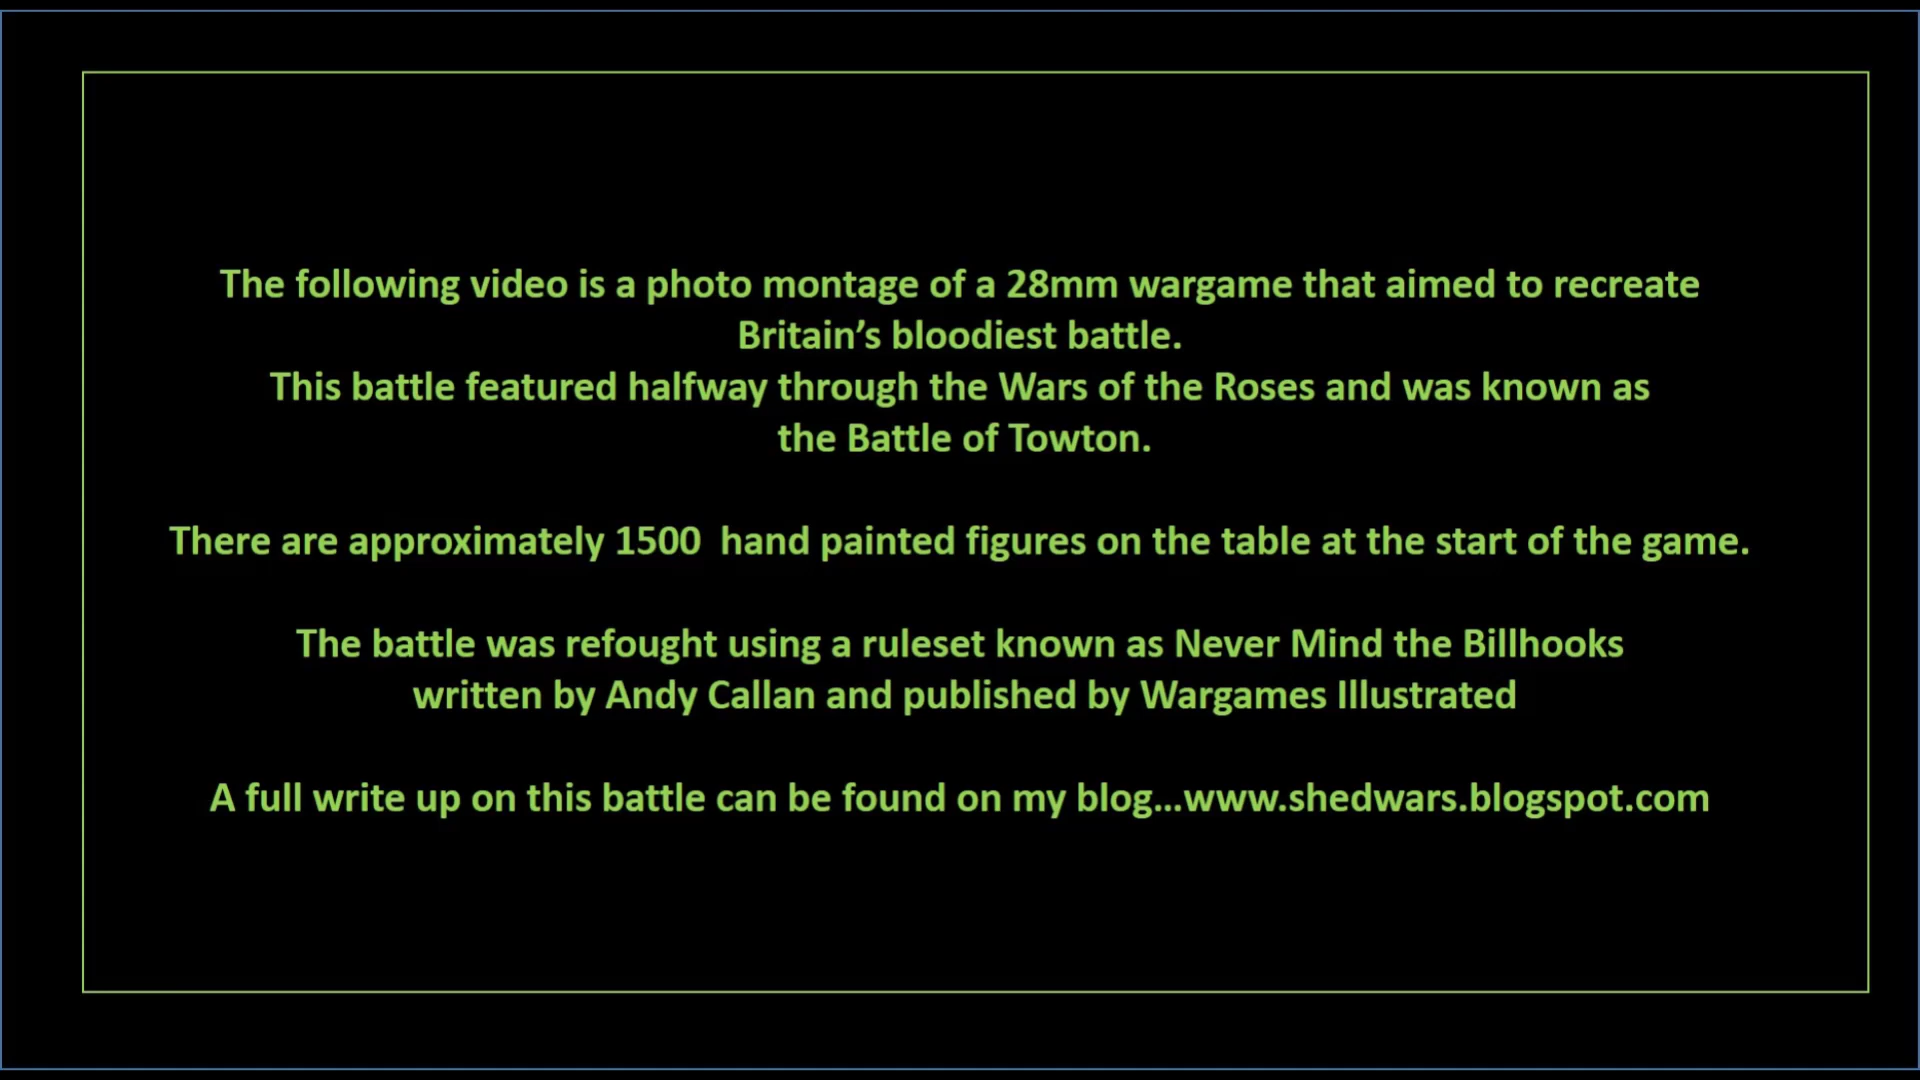 The following video is a photo montage of a 28mm wargame that aimed to recreate
Britain’s bloodiest battle.
This battle featured halfway through the Wars of the Roses and was known as
the Battle of Towton.
There are approximately 1500  hand painted figures on the table at the start of the game.
The battle was refought using a ruleset known as Never Mind the Billhooks
written by Andy Callan and published by Wargames Illustrated
A full write up on this battle can be found on my blog...www.shedwars.blogspot.com